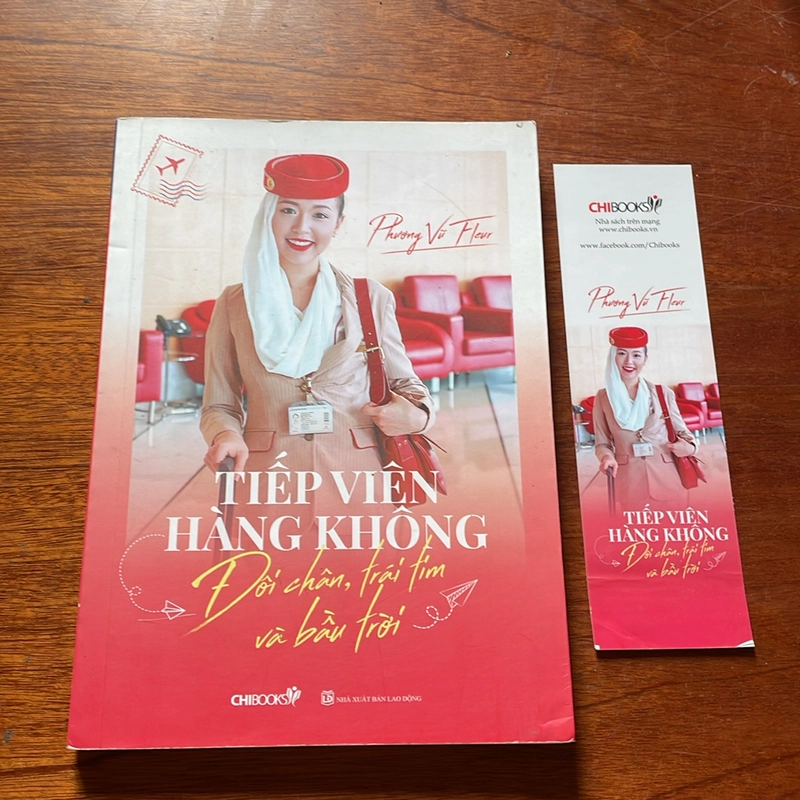 Phương Vũ Fleur
TIẾP VIÊN
HÀNG KHÔNG
Đôi chân, trái tim
và bầu trời
CHIBOOKS
LD NHÀ XUẤT BẢN LAO ĐỘNG
CHIBOOKS
Nhà sách trên mạng
www.chibooks.vn
www.facebook.com/Chibooks
Phương Vũ Fleur
TIẾP VIÊN
HÀNG KHÔNG
Đôi chân, trái tim
và bầu trời